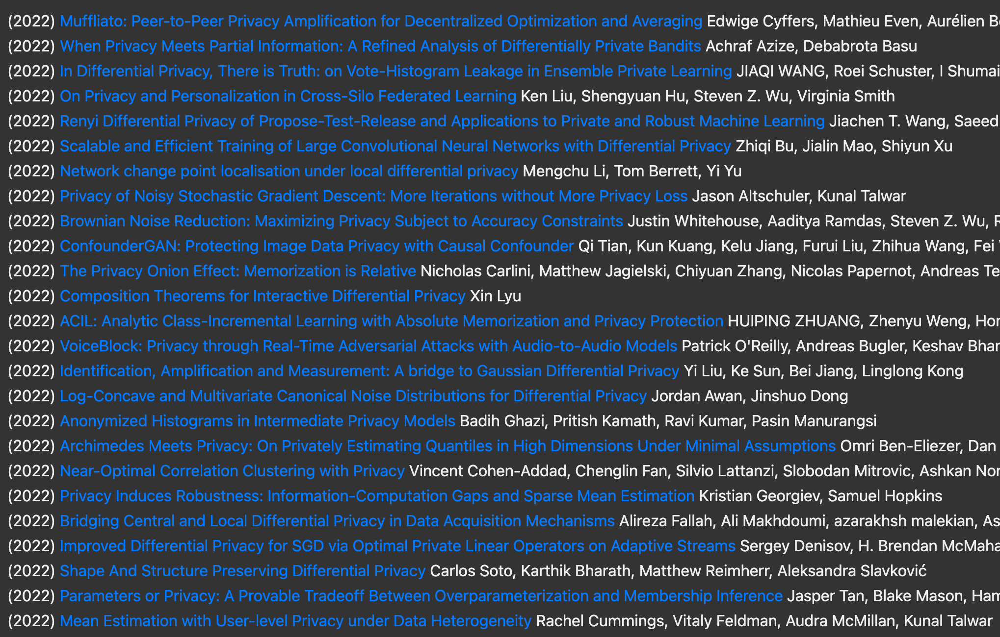 (2022) Muffliato: Peer-to-Peer Privacy Amplification for Decentralized Optimization and Averaging Edwige Cyffers, Mathieu Even, Aurélien
(2022) When Privacy Meets Partial Information: A Refined Analysis of Differentially Private Bandits Achraf Azize, Debabrota Basu
(2022) In Differential Privacy, There is Truth: on Vote-Histogram Leakage in Ensemble Private Learning JIAQI WANG, Roei Schuster, I Shumai
(2022) On Privacy and Personalization in Cross-Silo Federated Learning Ken Liu, Shengyuan Hu, Steven Z. Wu, Virginia Smith
(2022) Renyi Differential Privacy of Propose-Test-Release and Applications to Private and Robust Machine Learning Jiachen T. Wang, Saeed
(2022) Scalable and Efficient Training of Large Convolutional Neural Networks with Differential Privacy Zhiqi Bu, Jialin Mao, Shiyun Xu
(2022) Network change point localisation under local differential privacy Mengchu Li, Tom Berrett, Yi Yu
(2022) Privacy of Noisy Stochastic Gradient Descent: More Iterations without More Privacy Loss Jason Altschuler, Kunal Talwar
(2022) Brownian Noise Reduction: Maximizing Privacy Subject to Accuracy Constraints Justin Whitehouse, Aaditya Ramdas, Steven Z. Wu, R
(2022) ConfounderGAN: Protecting Image Data Privacy with Causal Confounder Qi Tian, Kun Kuang, Kelu Jiang, Furui Liu, Zhihua Wang, Fei
(2022) The Privacy Onion Effect: Memorization is Relative Nicholas Carlini, Matthew Jagielski, Chiyuan Zhang, Nicolas Papernot, Andreas Te
(2022) Composition Theorems for Interactive Differential Privacy Xin Lyu
(2022) ACIL: Analytic Class-Incremental Learning with Absolute Memorization and Privacy Protection HUIPING ZHUANG, Zhenyu Weng, Hon
(2022) VoiceBlock: Privacy through Real-Time Adversarial Attacks with Audio-to-Audio Models Patrick O'Reilly, Andreas Bugler, Keshav Bhan
(2022) Identification, Amplification and Measurement: A bridge to Gaussian Differential Privacy Yi Liu, Ke Sun, Bei Jiang, Linglong Kong
(2022) Log-Concave and Multivariate Canonical Noise Distributions for Differential Privacy Jordan Awan, Jinshuo Dong
(2022) Anonymized Histograms in Intermediate Privacy Models Badih Ghazi, Pritish Kamath, Ravi Kumar, Pasin Manurangsi
(2022) Archimedes Meets Privacy: On Privately Estimating Quantiles in High Dimensions Under Minimal Assumptions Omri Ben-Eliezer, Dan
(2022) Near-Optimal Correlation Clustering with Privacy Vincent Cohen-Addad, Chenglin Fan, Silvio Lattanzi, Slobodan Mitrovic, Ashkan Nor
(2022) Privacy Induces Robustness: Information-Computation Gaps and Sparse Mean Estimation Kristian Georgiev, Samuel Hopkins
(2022) Bridging Central and Local Differential Privacy in Data Acquisition Mechanisms Alireza Fallah, Ali Makhdoumi, azarakhsh malekian, As
(2022) Improved Differential Privacy for SGD via Optimal Private Linear Operators on Adaptive Streams Sergey Denisov, H. Brendan McMaha
(2022) Shape And Structure Preserving Differential Privacy Carlos Soto, Karthik Bharath, Matthew Reimherr, Aleksandra Slavković
(2022) Parameters or Privacy: A Provable Tradeoff Between Overparameterization and Membership Inference Jasper Tan, Blake Mason, Ham
(2022) Mean Estimation with User-level Privacy under Data Heterogeneity Rachel Cummings, Vitaly Feldman, Audra McMillan, Kunal Talwar